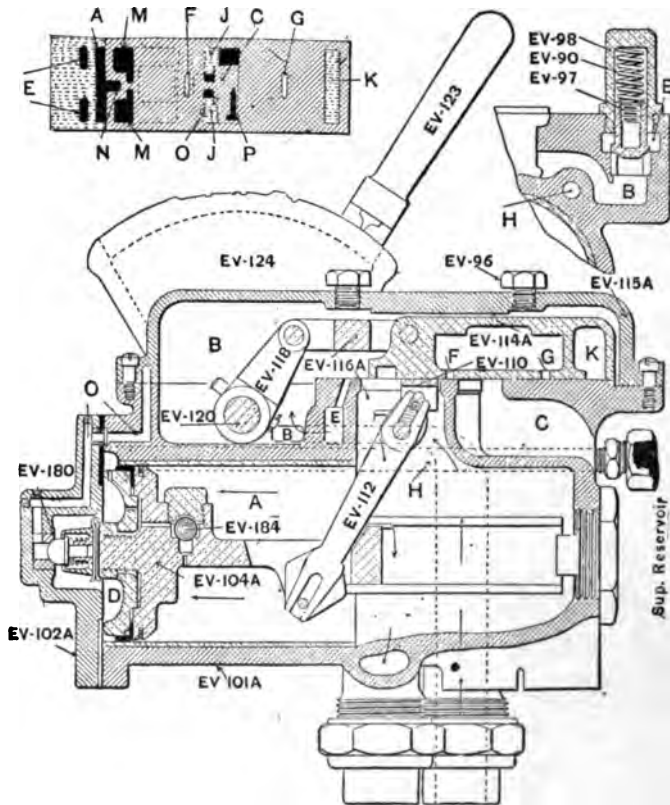 A M F J C G
E
K
N M O J P
EV-123
EV-98
EV-90
EV-97
E
B
H
EV-124
EV-96
EV-115A
B
EV-118
EV-116A
EV-114A
F
EV-110
G
K
O
EV-120
B
E
C
EV-180
A
EV-184
EV-112
H
Sup. Reservoir
EV-104A
D
EV-102A
EV 101A